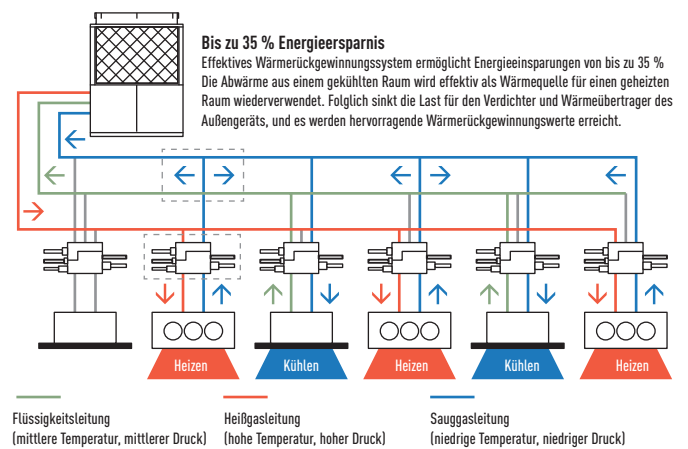 Bis zu 35 % Energieersparnis
Effektives Wärmerückgewinnungssystem ermöglicht Energieeinsparungen von bis zu 35 %
Die Abwärme aus einem gekühlten Raum wird effektiv als Wärmequelle für einen geheizten
Raum wiederverwendet. Folglich sinkt die Last für den Verdichter und Wärmeübertrager des
Außengeräts, und es werden hervorragende Wärmerückgewinnungswerte erreicht.
Heizen
Kühlen
Heizen
Kühlen
Heizen
Flüssigkeitsleitung
(mittlere Temperatur, mittlerer Druck)
Heißgasleitung
(hohe Temperatur, hoher Druck)
Sauggasleitung
(niedrige Temperatur, niedriger Druck)